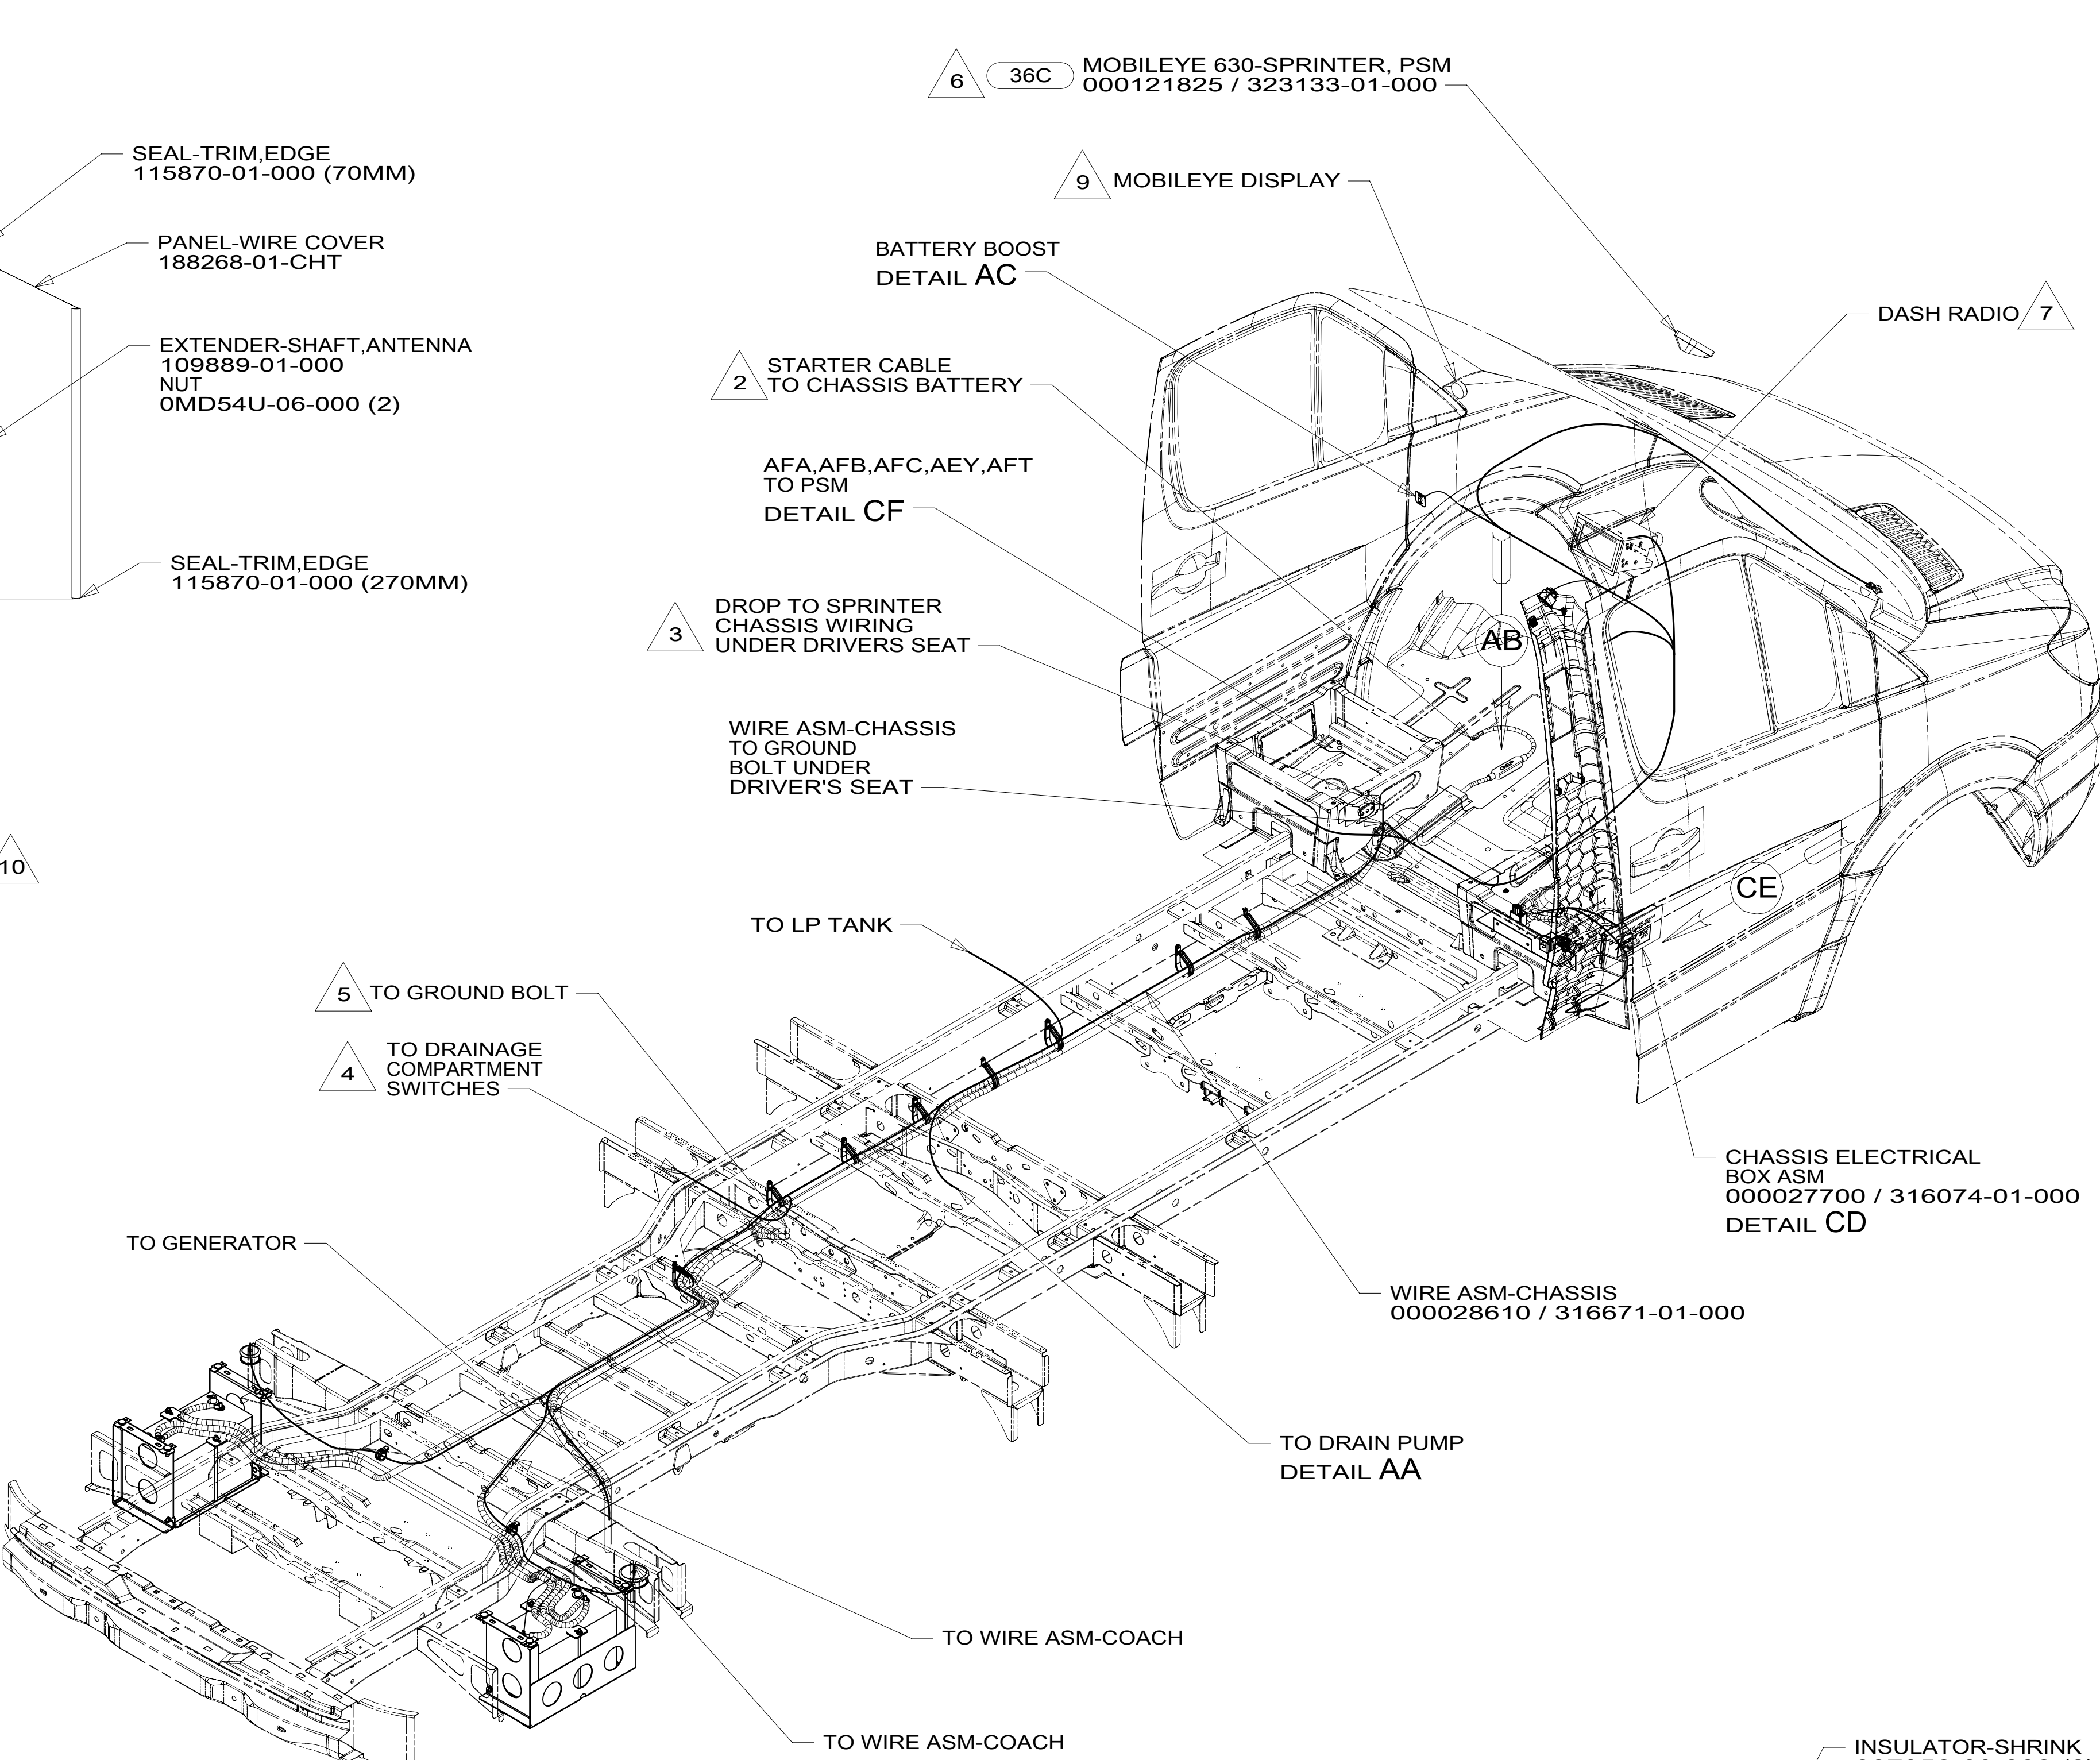 6
36C
MOBILEYE 630-SPRINTER, PSM
000121825 / 323133-01-000
SEAL-TRIM,EDGE
115870-01-000 (70MM)
9
MOBILEYE DISPLAY
PANEL-WIRE COVER
188268-01-CHT
BATTERY BOOST
DETAIL AC
DASH RADIO
7
EXTENDER-SHAFT,ANTENNA
109889-01-000
NUT
0MD54U-06-000 (2)
2
STARTER CABLE
TO CHASSIS BATTERY
AFA,AFB,AFC,AEY,AFT
TO PSM
DETAIL CF
SEAL-TRIM,EDGE
115870-01-000 (270MM)
3
DROP TO SPRINTER
CHASSIS WIRING
UNDER DRIVERS SEAT
AB
WIRE ASM-CHASSIS
TO GROUND
BOLT UNDER
DRIVER'S SEAT
10
CE
TO LP TANK
5
TO GROUND BOLT
4
TO DRAINAGE
COMPARTMENT
SWITCHES
CHASSIS ELECTRICAL
BOX ASM
000027700 / 316074-01-000
DETAIL CD
TO GENERATOR
WIRE ASM-CHASSIS
000028610 / 316671-01-000
TO DRAIN PUMP
DETAIL AA
TO WIRE ASM-COACH
TO WIRE ASM-COACH
INSULATOR-SHRINK